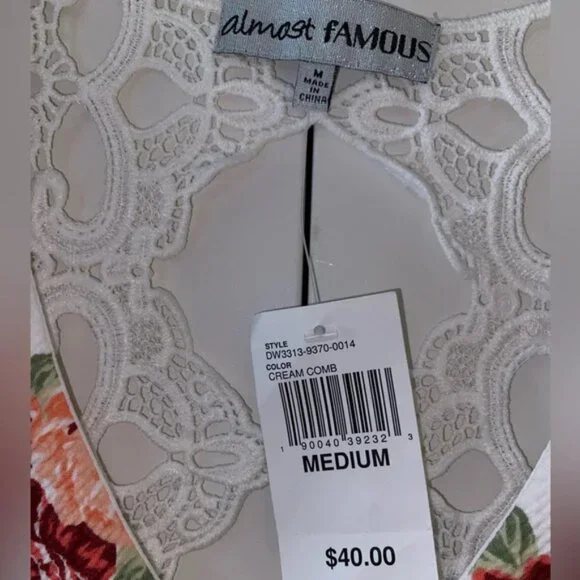 almost fAMOUS
M
MADE
IN
CHINA
STYLE
DW3313-9370-0014
COLOR
CREAM COMB
1 90040 39232 3
MEDIUM
$40.00